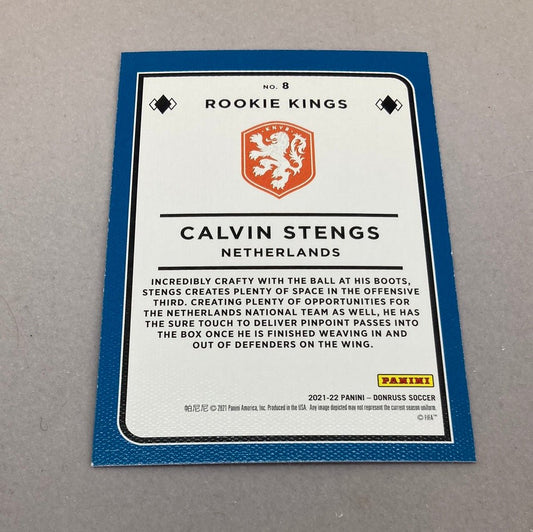 NO. 8
ROOKIE KINGS
KNVB
CALVIN STENGS
NETHERLANDS
INCREDIBLY CRAFTY WITH THE BALL AT HIS BOOTS,
STENGS CREATES PLENTY OF SPACE IN THE OFFENSIVE
THIRD. CREATING PLENTY OF OPPORTUNITIES FOR
THE NETHERLANDS NATIONAL TEAM AS WELL, HE HAS
THE SURE TOUCH TO DELIVER PINPOINT PASSES INTO
THE BOX ONCE HE IS FINISHED WEAVING IN AND
OUT OF DEFENDERS ON THE WING.
PANINI
2021-22 PANINI – DONRUSS SOCCER
帕尼尼 © 2021 Panini America, Inc. Produced in the USA. Any image depicted may not represent the current season uniform.
© FIFA™